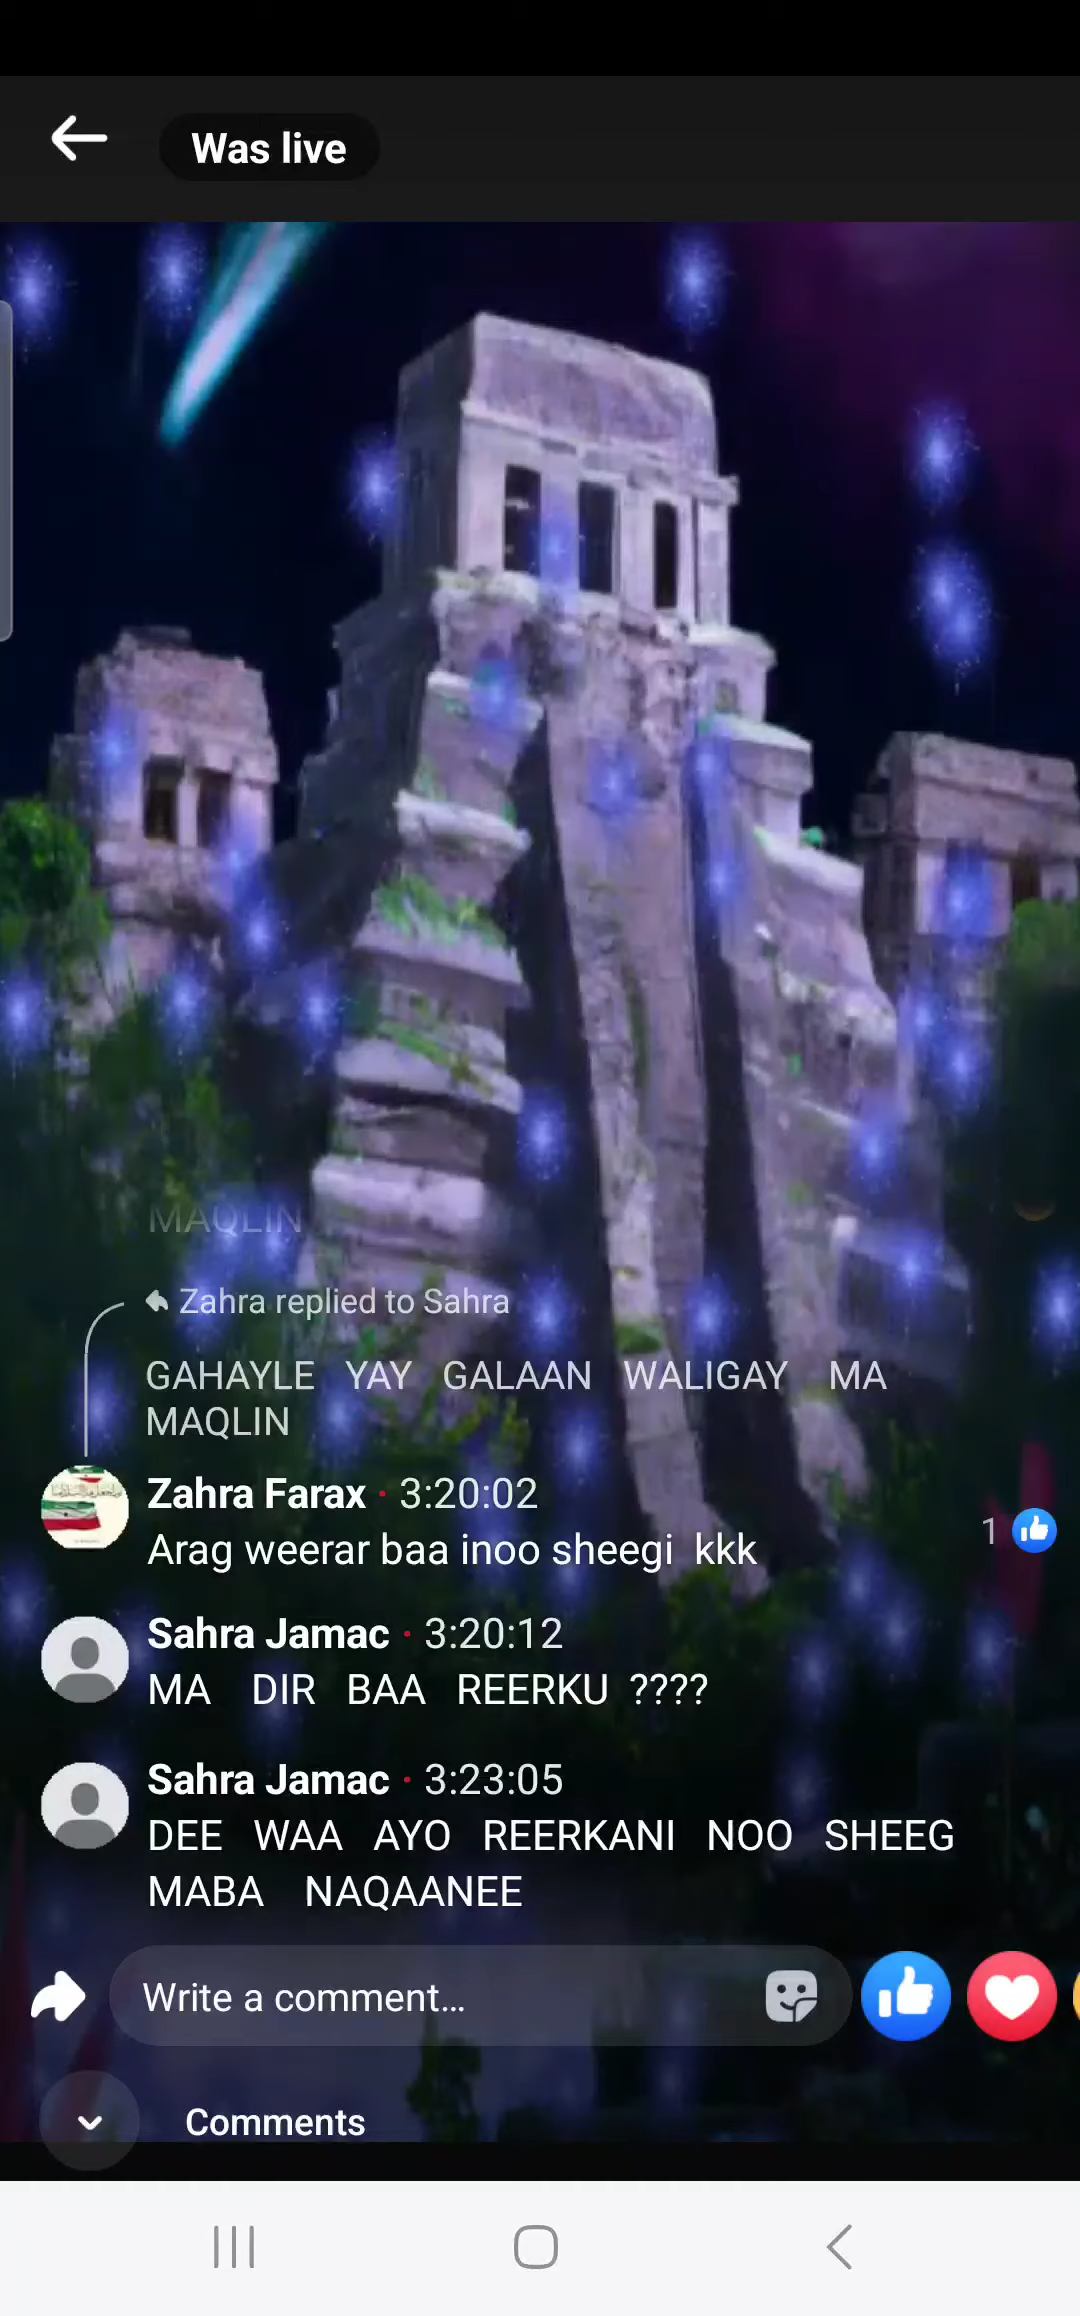 Was live
MAQLIN
Zahra replied to Sahra
GAHAYLE YAY GALAAN WALIGAY MA
MAQLIN
Zahra Farax · 3:20:02
Arag weerar baa inoo sheegi kkk
1
Sahra Jamac · 3:20:12
MA DIR BAA REERKU ????
Sahra Jamac · 3:23:05
DEE WAA AYO REERKANI NOO SHEEG
MABA NAQAANEE
Write a comment...
Comments